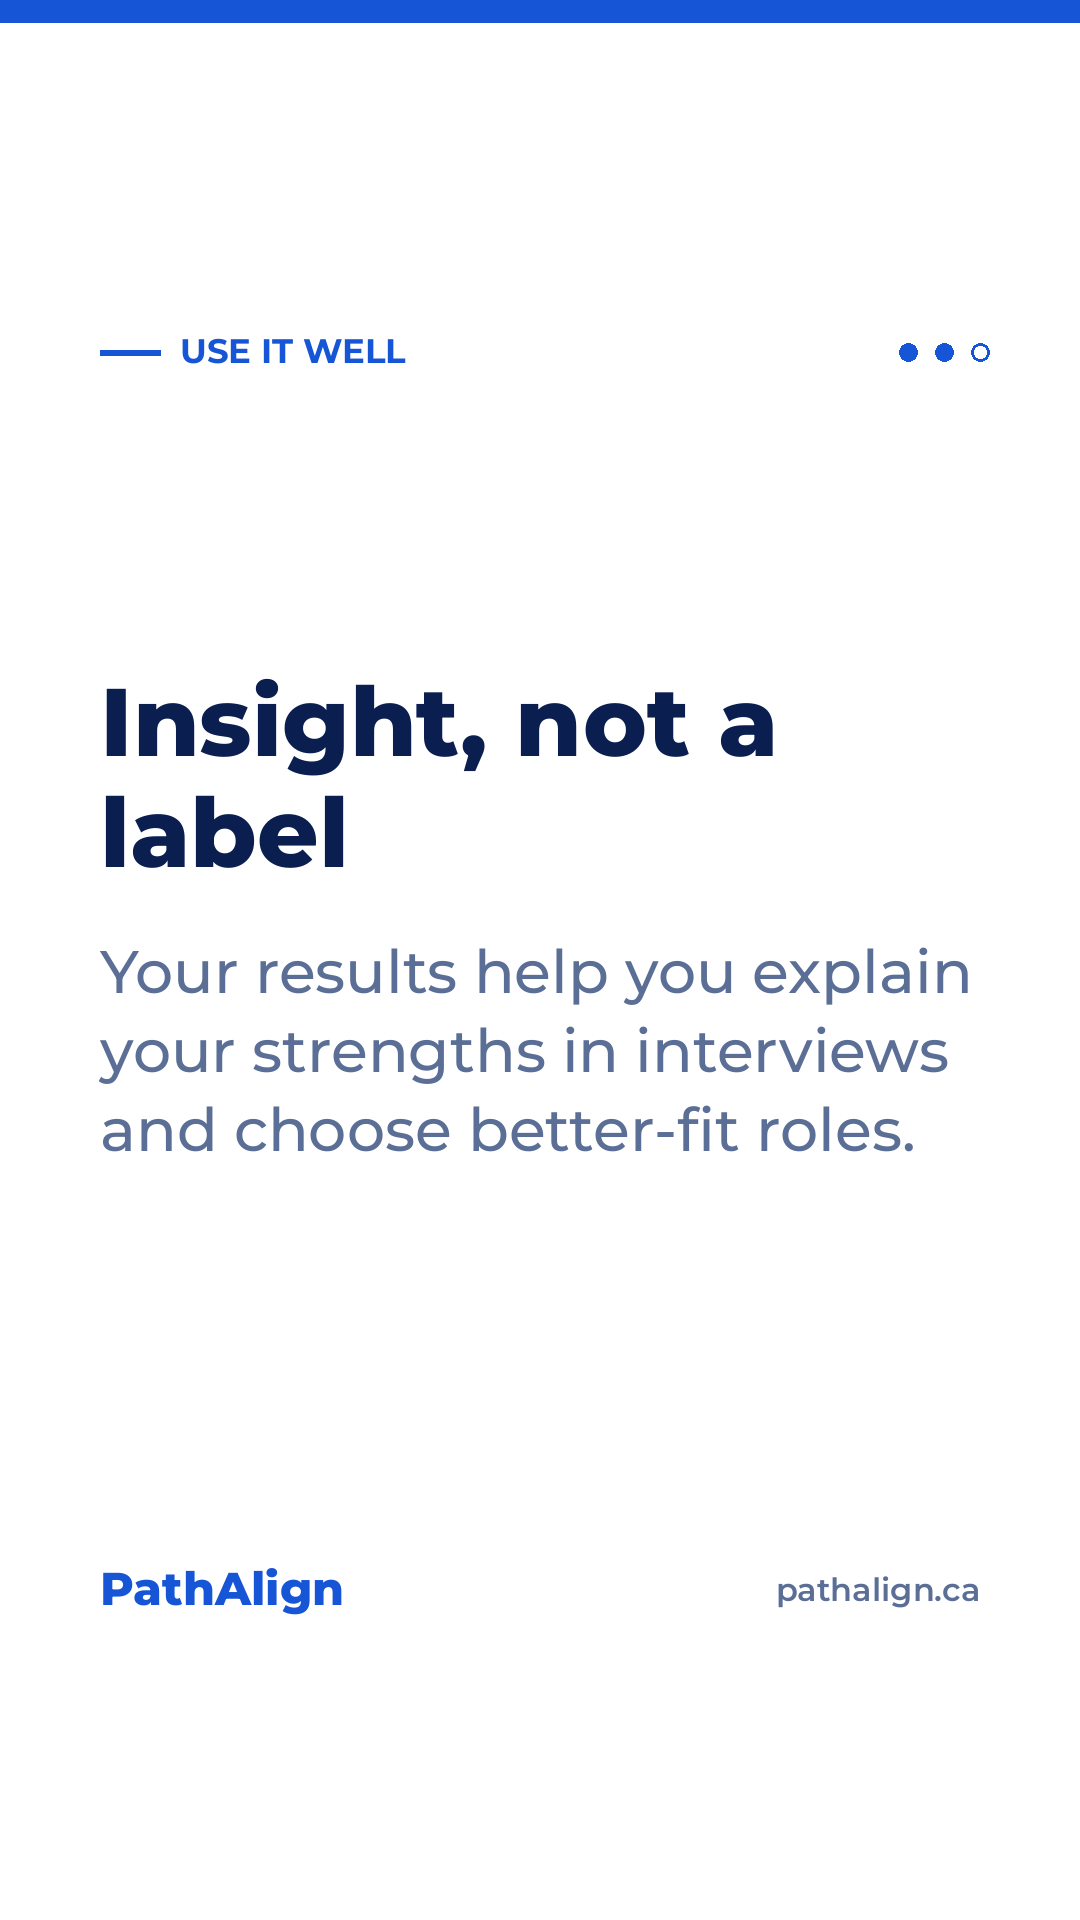 USE IT WELL
Insight, not a
label
Your results help you explain
your strengths in interviews
and choose better-fit roles.
PathAlign
pathalign.ca